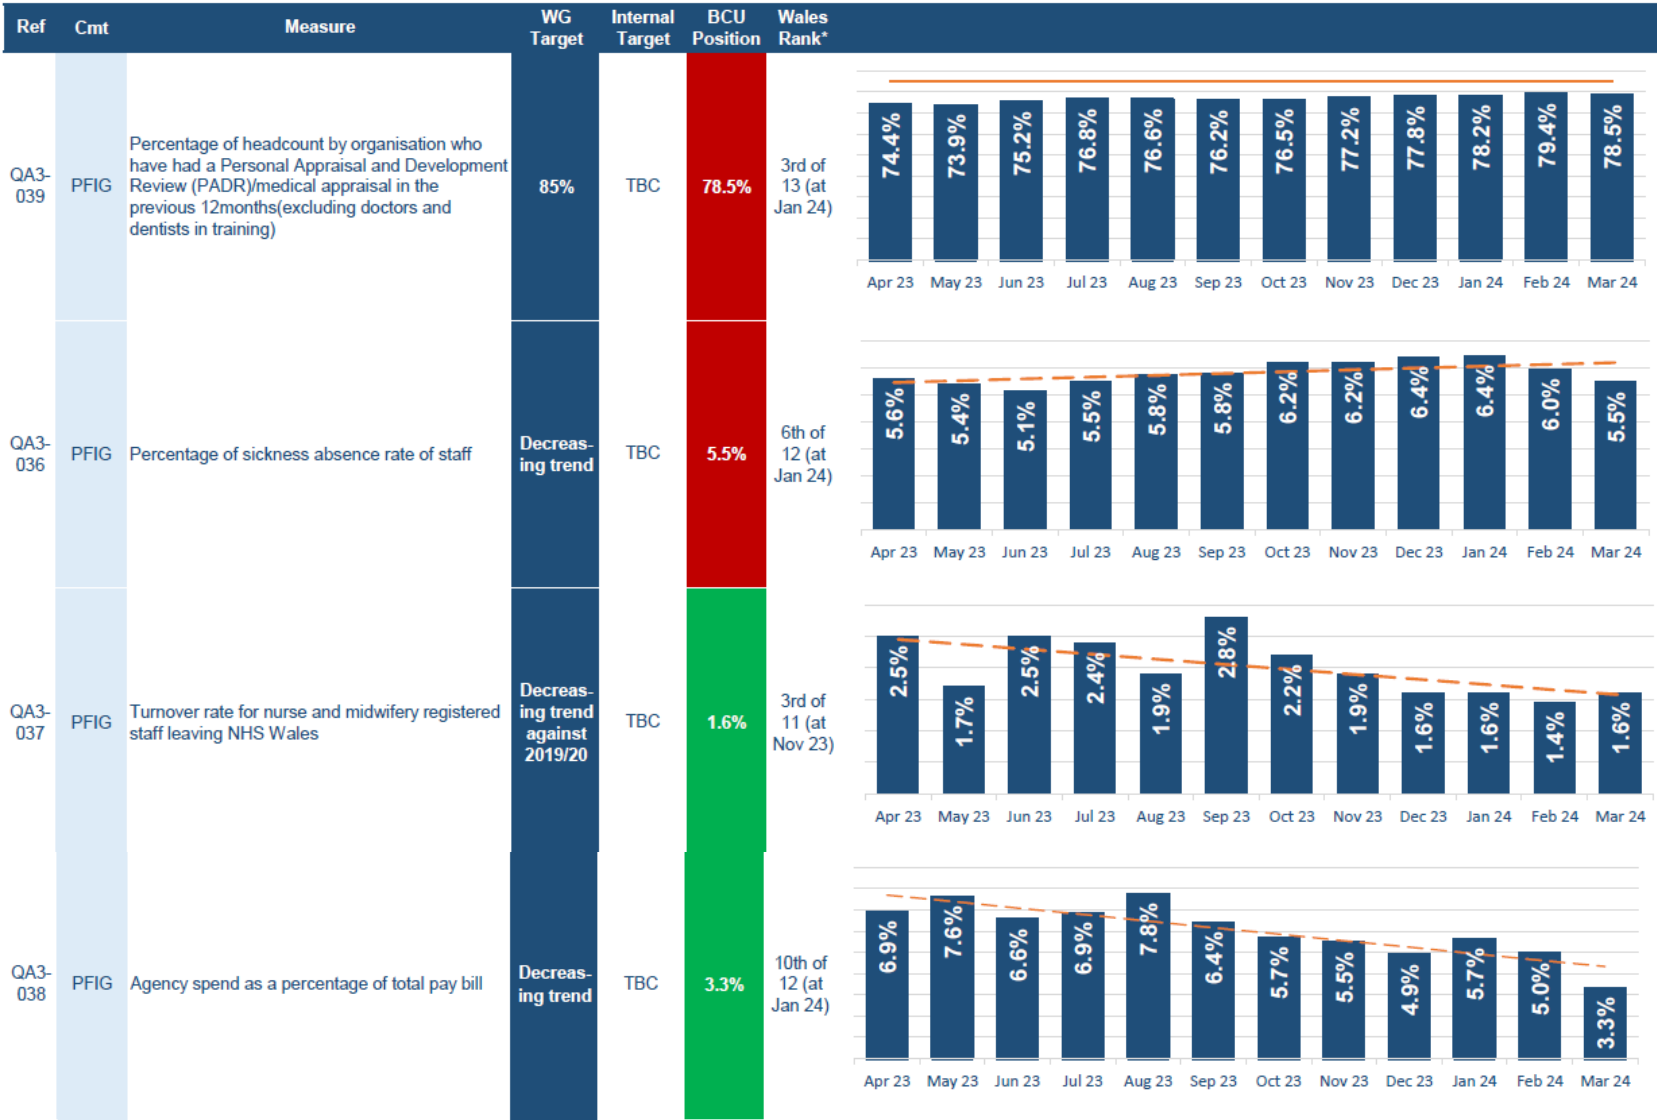 Ref Cmt Measure WG Target Internal Target BCU Position Wales Rank*
QA3-039 PFIG
Percentage of headcount by organisation who
have had a Personal Appraisal and Development
Review (PADR)/medical appraisal in the
previous 12months(excluding doctors and
dentists in training)
85% TBC 78.5%
3rd of
13 (at
Jan 24)
74.4% 73.9% 75.2% 76.8% 76.6% 76.2% 76.5% 77.2% 77.8% 78.2% 79.4% 78.5%
Apr 23 May 23 Jun 23 Jul 23 Aug 23 Sep 23 Oct 23 Nov 23 Dec 23 Jan 24 Feb 24 Mar 24
QA3-036 PFIG
Percentage of sickness absence rate of staff
Decreas-
ing trend
TBC 5.5%
6th of
12 (at
Jan 24)
5.6% 5.4% 5.1% 5.5% 5.8% 5.8% 6.2% 6.2% 6.4% 6.4% 6.0% 5.5%
Apr 23 May 23 Jun 23 Jul 23 Aug 23 Sep 23 Oct 23 Nov 23 Dec 23 Jan 24 Feb 24 Mar 24
QA3-037 PFIG
Turnover rate for nurse and midwifery registered
staff leaving NHS Wales
Decreas-
ing trend
against
2019/20
TBC 1.6%
3rd of
11 (at
Nov 23)
2.5% 1.7% 2.5% 2.4% 1.9% 2.8% 2.2% 1.9% 1.6% 1.6% 1.4% 1.6%
Apr 23 May 23 Jun 23 Jul 23 Aug 23 Sep 23 Oct 23 Nov 23 Dec 23 Jan 24 Feb 24 Mar 24
QA3-038 PFIG
Agency spend as a percentage of total pay bill
Decreas-
ing trend
TBC 3.3%
10th of
12 (at
Jan 24)
6.9% 7.6% 6.6% 6.9% 7.8% 6.4% 5.7% 5.5% 4.9% 5.7% 5.0% 3.3%
Apr 23 May 23 Jun 23 Jul 23 Aug 23 Sep 23 Oct 23 Nov 23 Dec 23 Jan 24 Feb 24 Mar 24